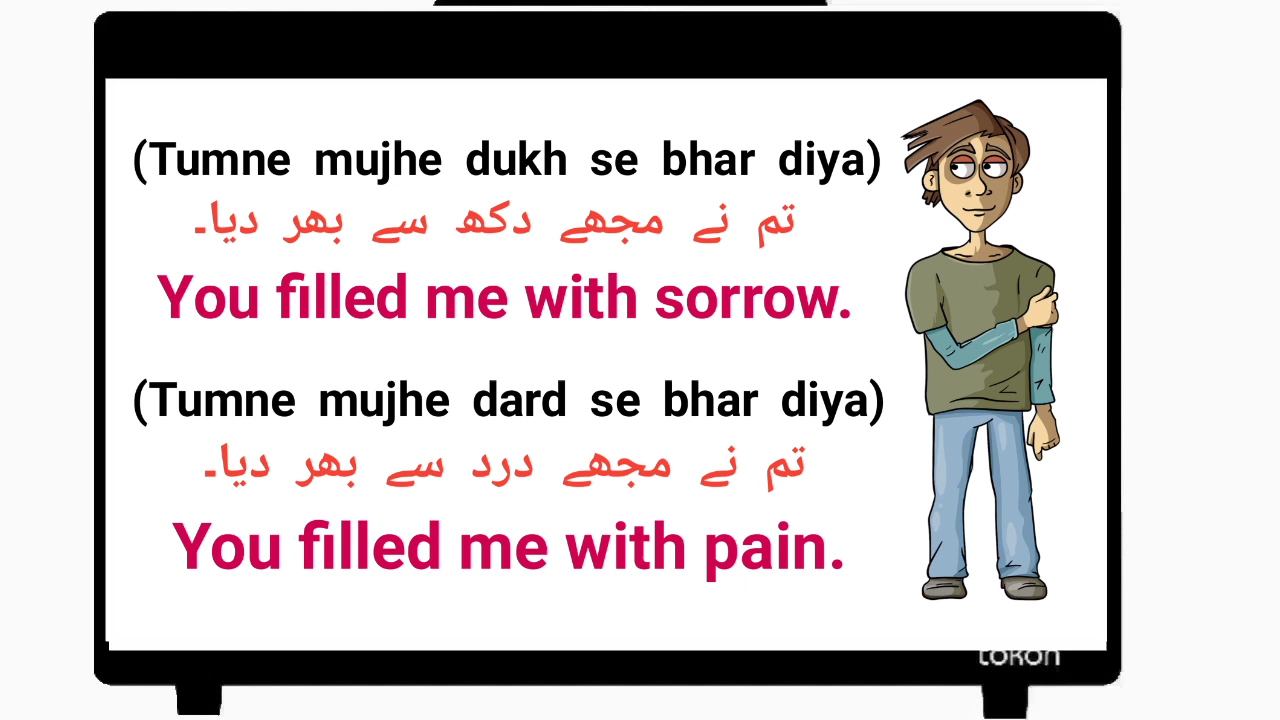 (Tumne mujhe dukh se bhar diya)
تم نے مجھے دکھ سے بھر دیا۔
You filled me with sorrow.
(Tumne mujhe dard se bhar diya)
تم نے مجھے درد سے بھر دیا۔
You filled me with pain.